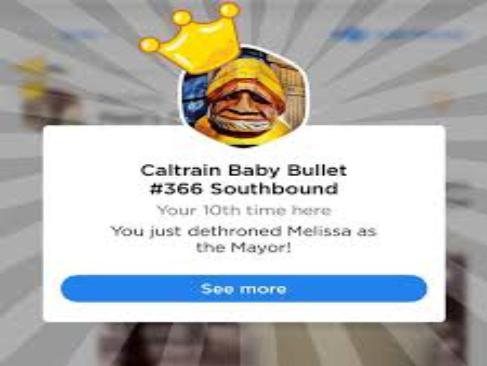 Caltrain Baby Bullet
#366 Southbound
Your 10th time here
You just dethroned Melissa as
the Mayor!
See more